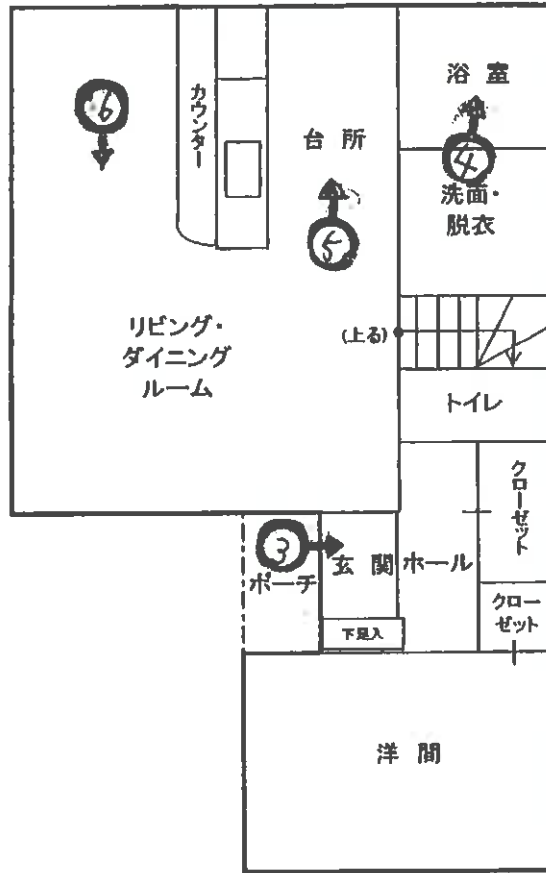 浴室
⑥
カウンター
台所
④
洗面・
脱衣
⑤
リビング・
ダイニング
ルーム
(上る)
トイレ
クローゼット
③
玄関ホール
ポーチ
クロー
ゼット
下足入
洋間